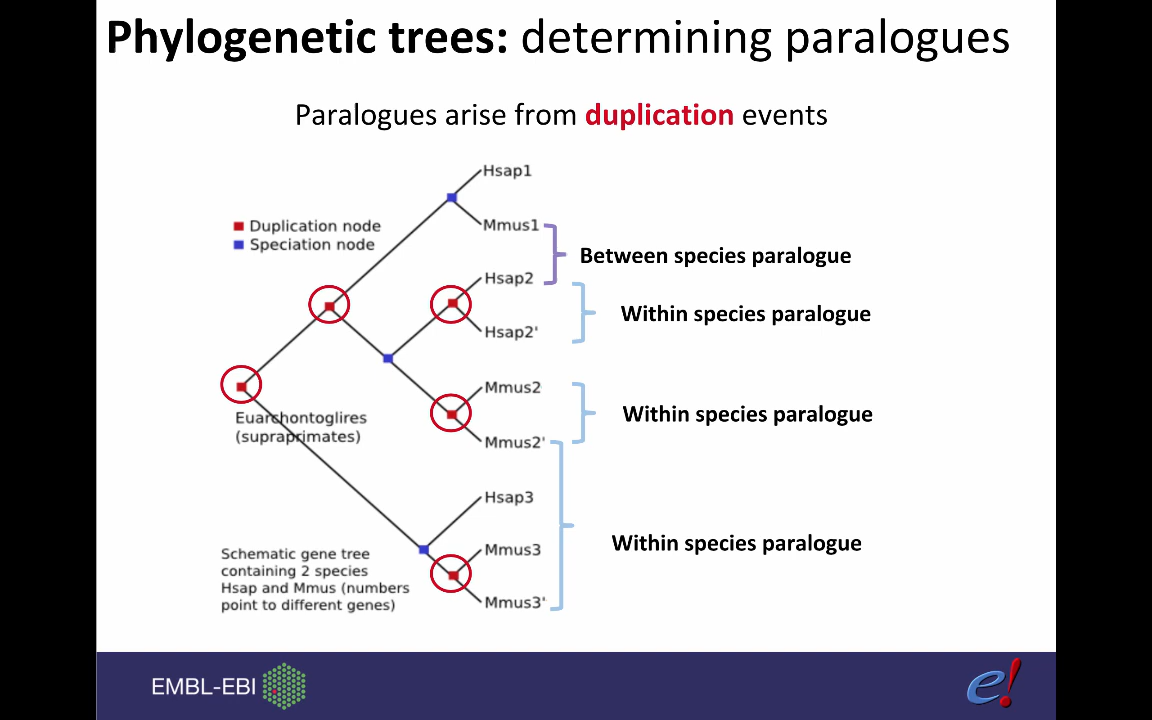 Phylogenetic trees: determining paralogues
Paralogues arise from duplication events
Hsap1
Duplication node
Speciation node
Mmus1
Between species paralogue
Hsap2
Within species paralogue
Hsap2'
Mmus2
Within species paralogue
Euarchontoglires
(supraprimates)
Mmus2'
Hsap3
Within species paralogue
Mmus3
Mmus3'
Schematic gene tree
containing 2 species
Hsap and Mmus (numbers
point to different genes)
EMBL-EBI
e!